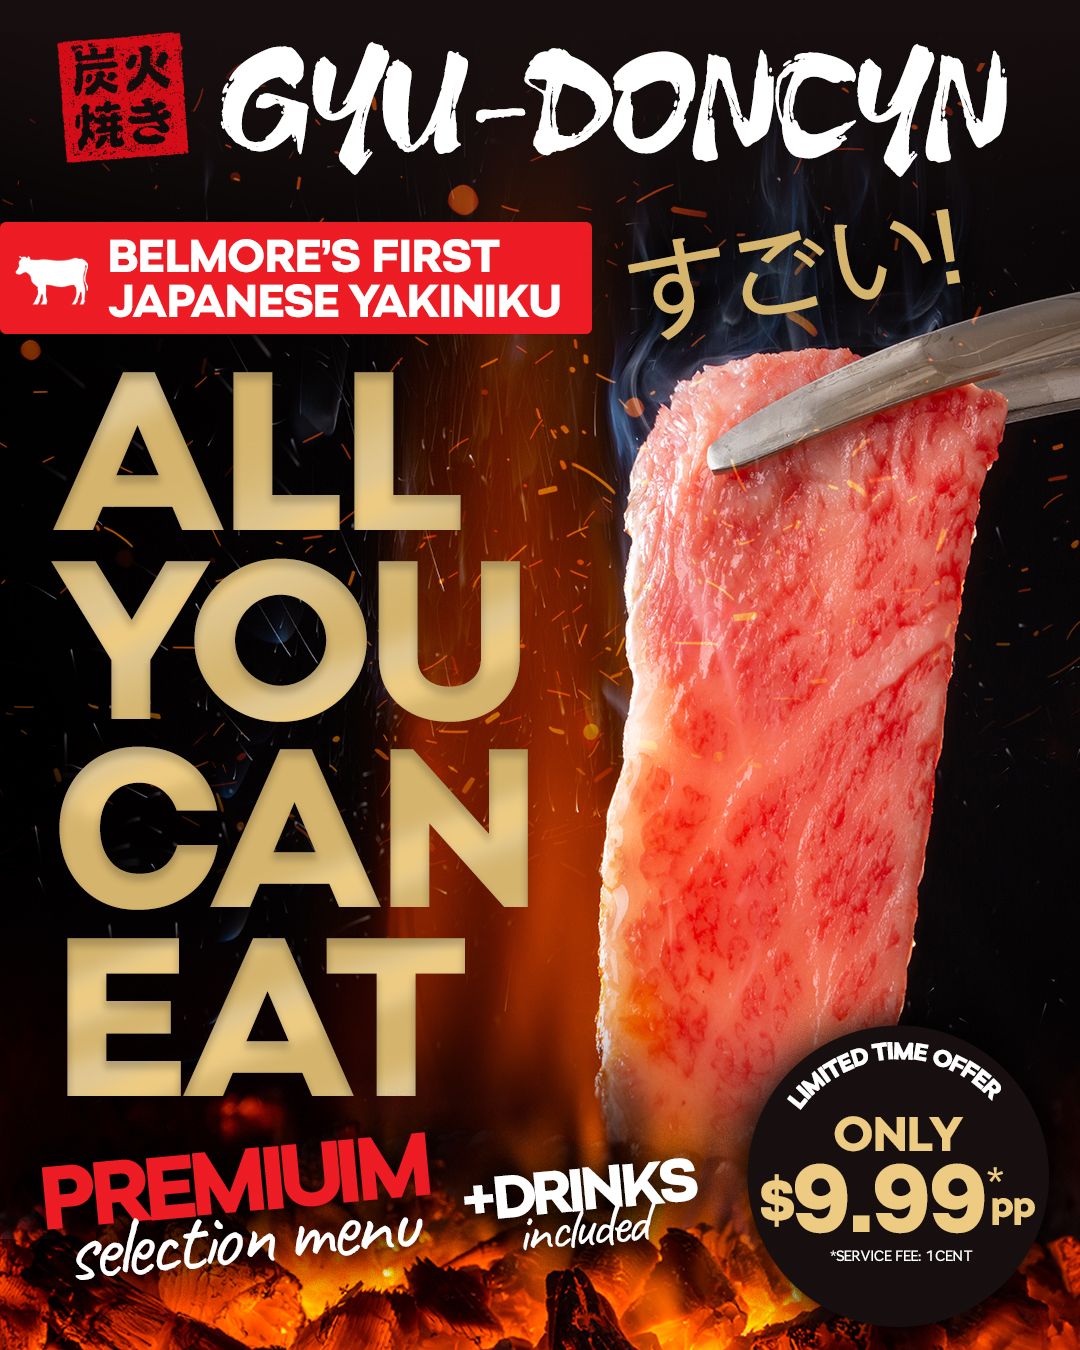 炭火
焼き
GYU-DONCYN
BELMORE'S FIRST
JAPANESE YAKINIKU
すごい!
ALL
YOU
CAN
EAT
PREMIUIM
selection menu
+DRINKS
included
LIMITED TIME OFFER
ONLY
$9.99*pp
*SERVICE FEE: 1 CENT